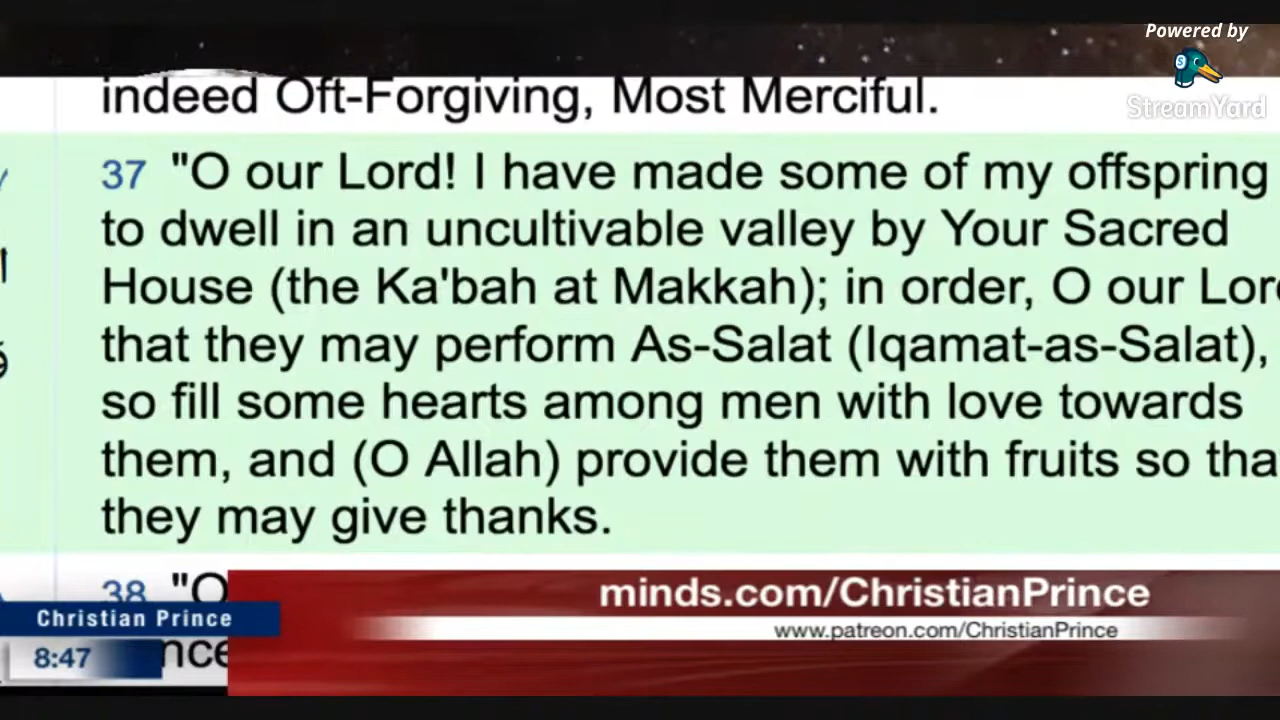 Powered by
StreamYard
indeed Oft-Forgiving, Most Merciful.
37 "O our Lord! I have made some of my offspring
to dwell in an uncultivable valley by Your Sacred
House (the Ka'bah at Makkah); in order, O our Lor
that they may perform As-Salat (Iqamat-as-Salat),
so fill some hearts among men with love towards
them, and (O Allah) provide them with fruits so tha
they may give thanks.
38 "O
nce
minds.com/ChristianPrince
www.patreon.com/ChristianPrince
Christian Prince
8:47